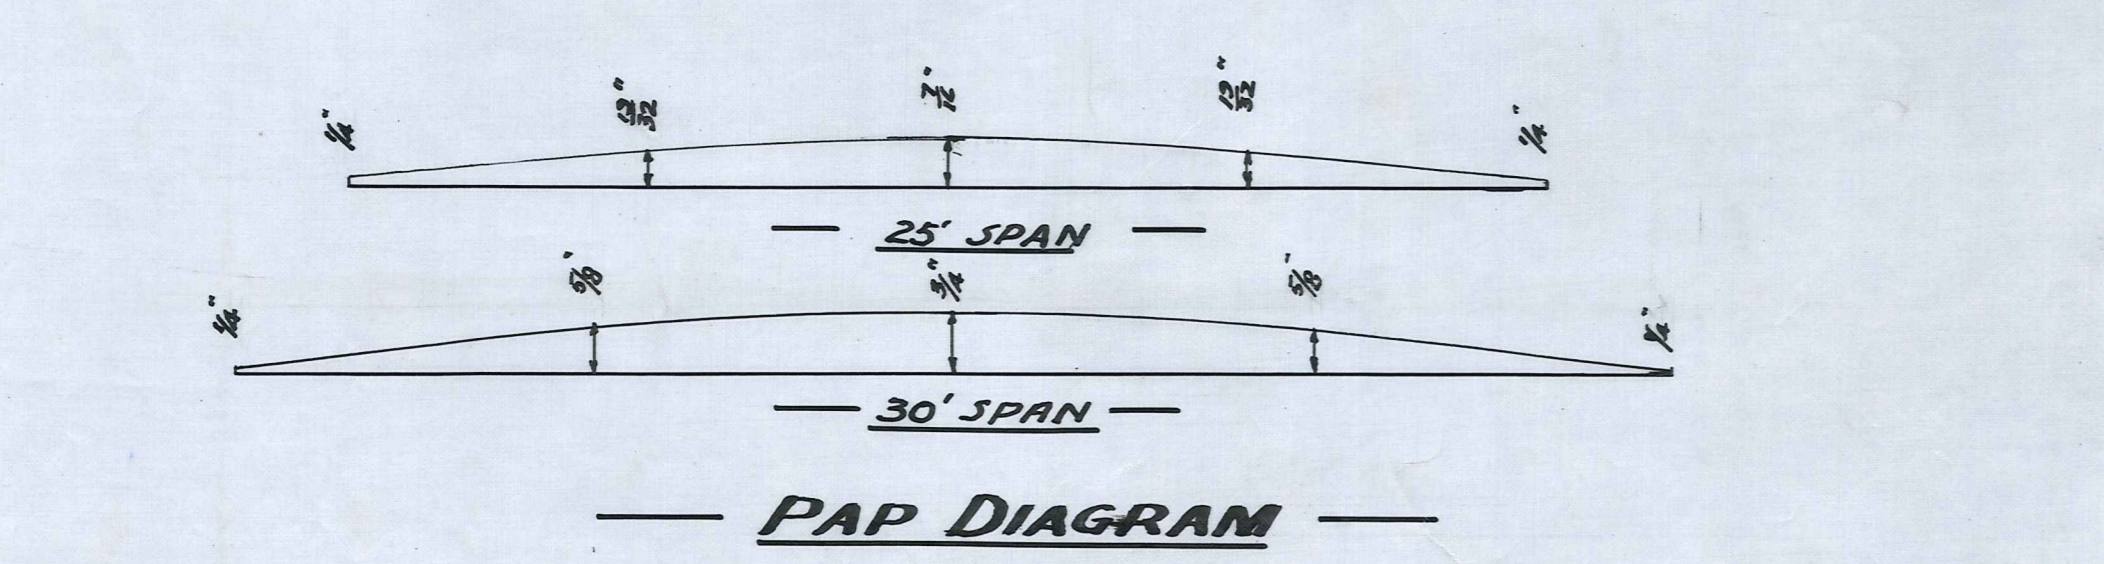 1/4" 13/32" 7/16" 13/32" 1/4"
— 25' SPAN —
1/4" 5/8" 3/4" 5/8" 1/4"
— 30' SPAN —
— PAP DIAGRAM —